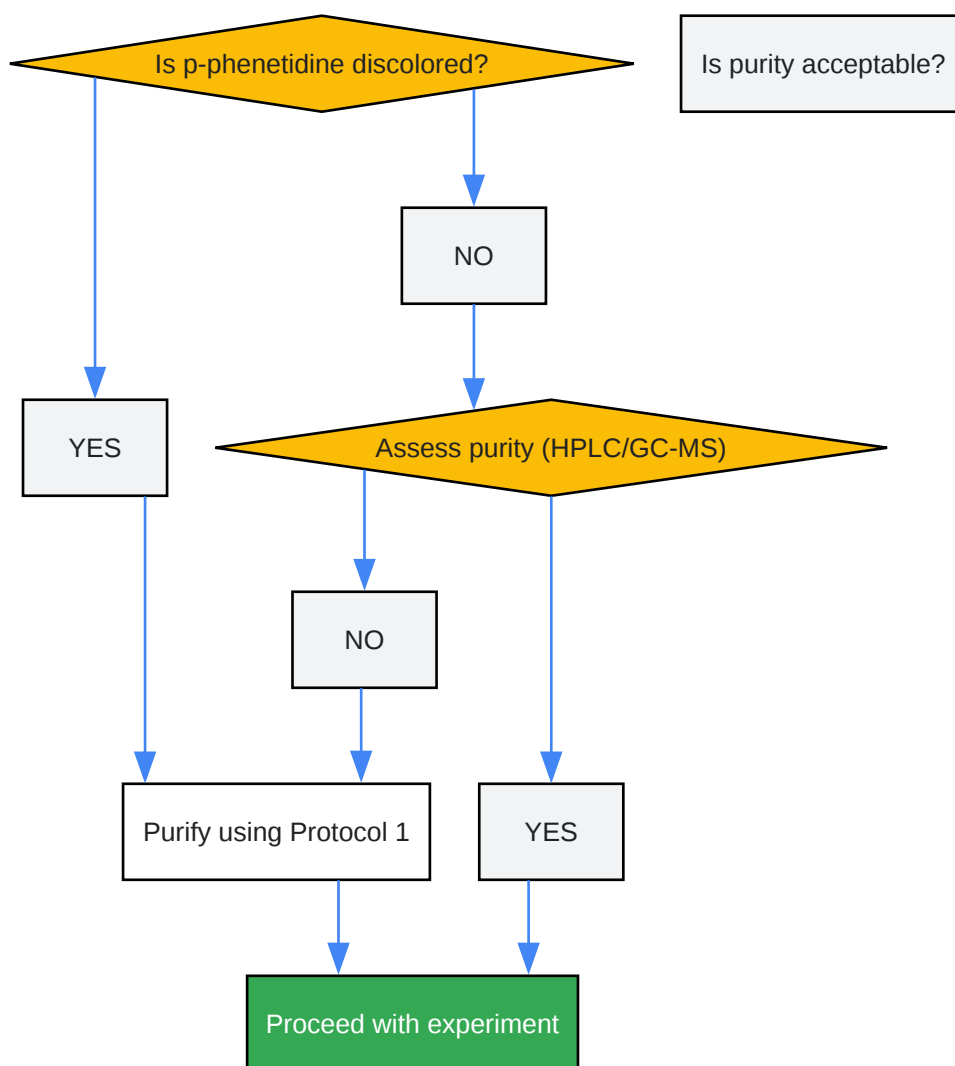 Is p-phenetidine discolored?
Is purity acceptable?
NO
YES
Assess purity (HPLC/GC-MS)
NO
Purify using Protocol 1
YES
Proceed with experiment